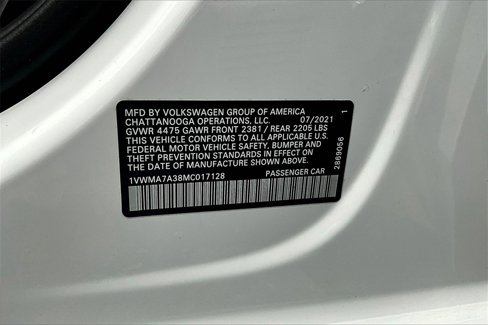 MFD BY VOLKSWAGEN GROUP OF AMERICA
CHATTANOOGA OPERATIONS, LLC. 07/2021
GVWR 4475 GAWR FRONT 2381 / REAR 2205 LBS
THIS VEHICLE CONFORMS TO ALL APPLICABLE U.S.
FEDERAL MOTOR VEHICLE SAFETY, BUMPER AND
THEFT PREVENTION STANDARDS IN EFFECT ON
THE DATE OF MANUFACTURE SHOWN ABOVE.
1VWMA7A38MC017128 PASSENGER CAR
2869056 1